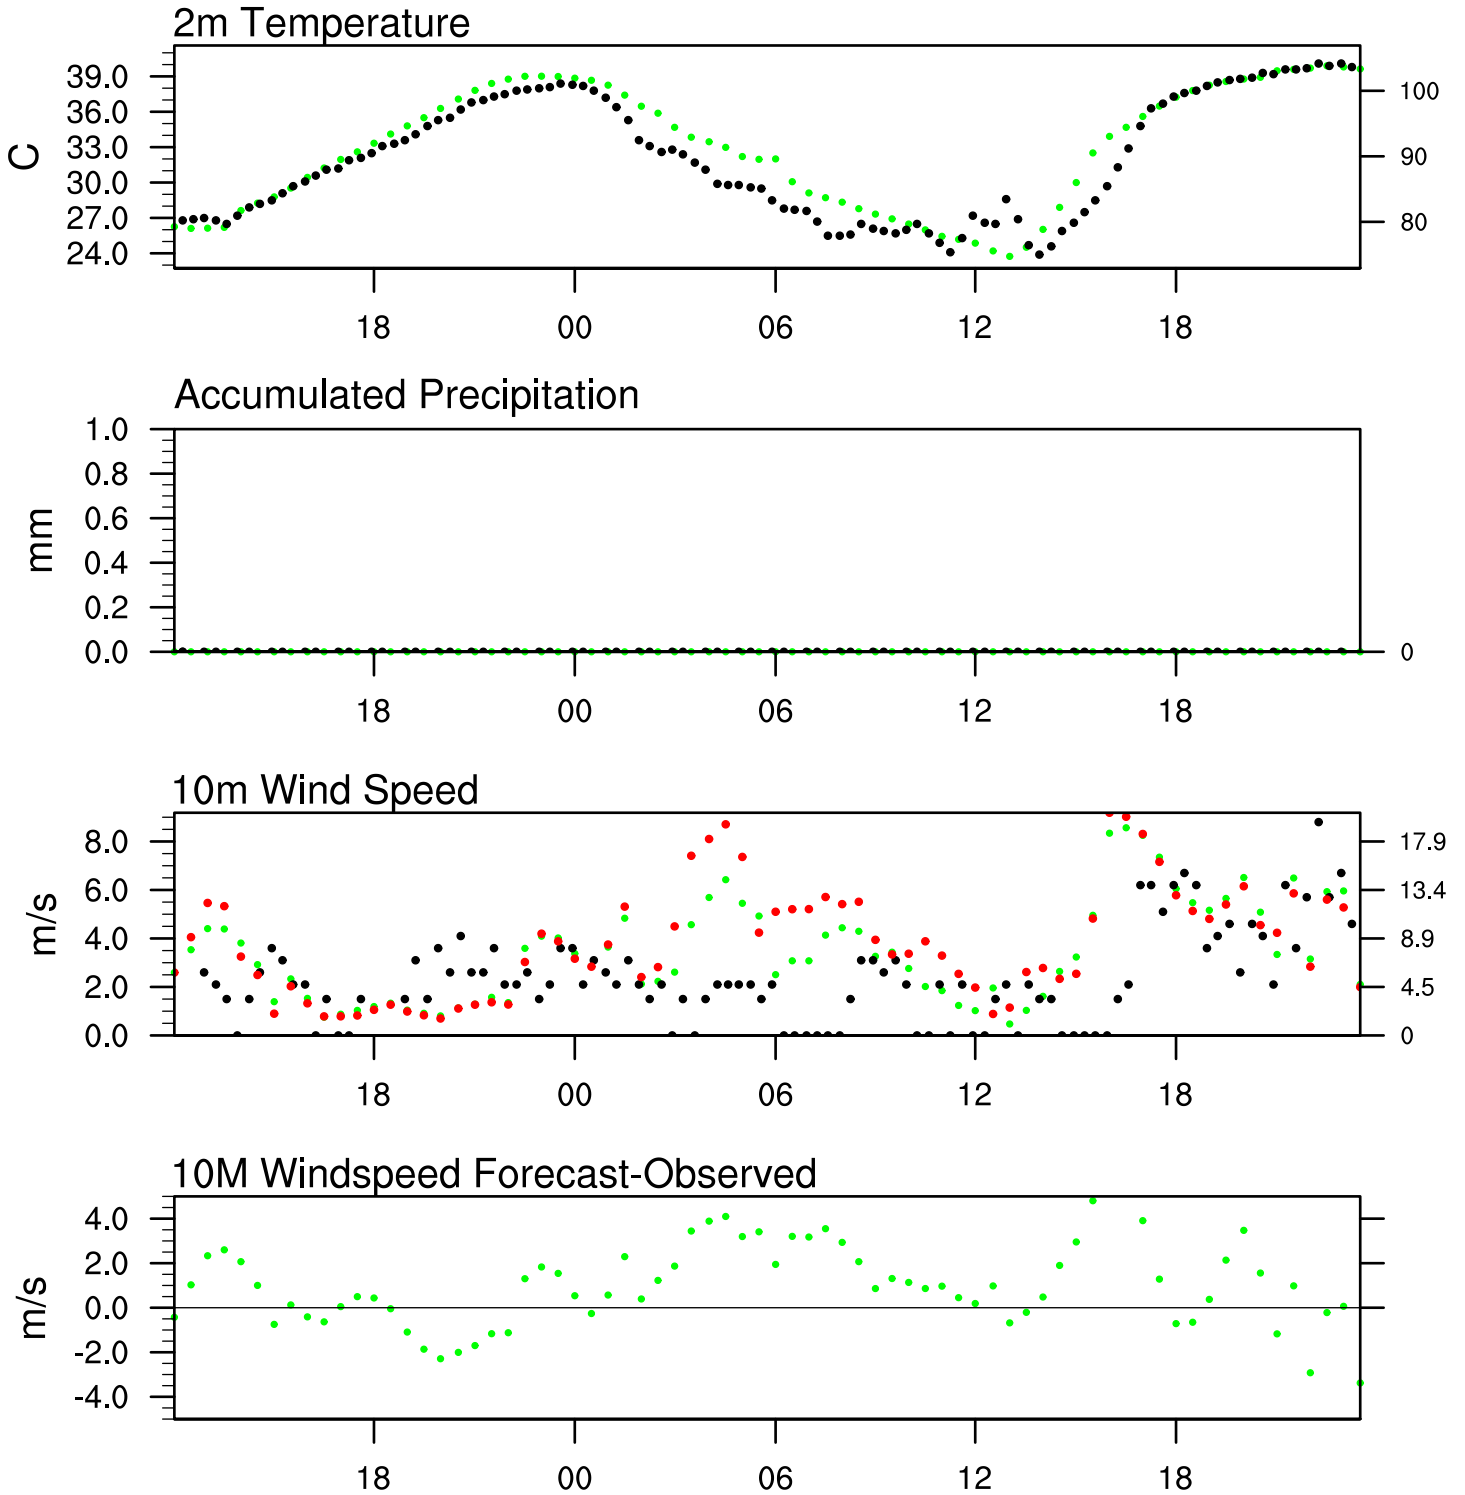 2m Temperature
39.0
36.0
33.0
30.0
27.0
24.0
C
100
90
80
18 00 06 12 18
Accumulated Precipitation
1.0
0.8
0.6
0.4
0.2
0.0
mm
0
18 00 06 12 18
10m Wind Speed
8.0
6.0
4.0
2.0
0.0
m/s
17.9
13.4
8.9
4.5
0
18 00 06 12 18
10M Windspeed Forecast-Observed
4.0
2.0
0.0
-2.0
-4.0
m/s
18 00 06 12 18